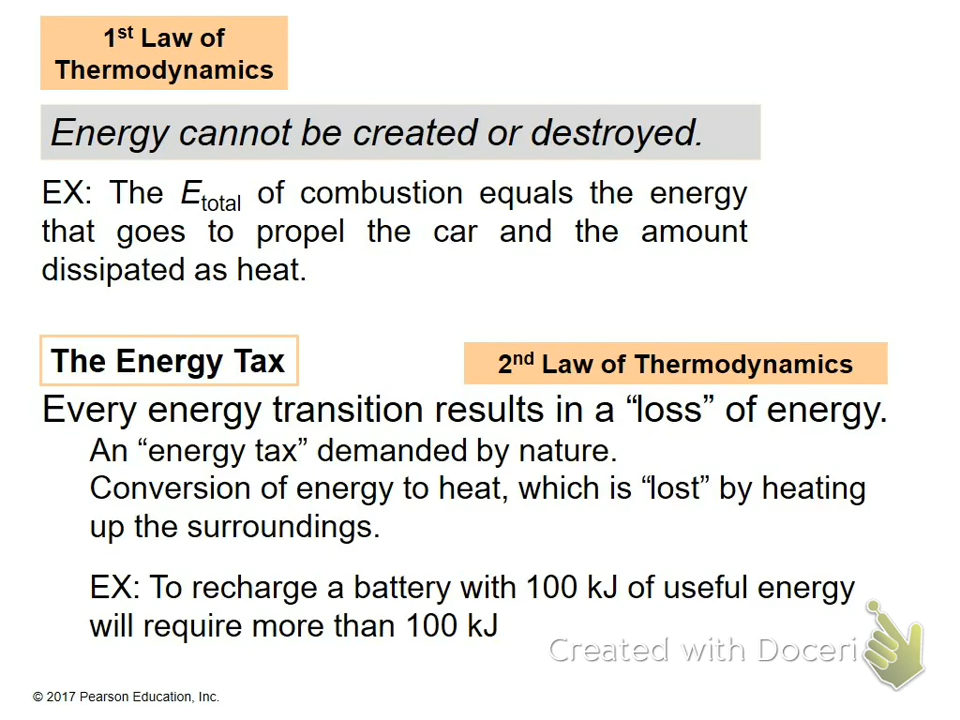 1st Law of
Thermodynamics
Energy cannot be created or destroyed.
EX: The Etotal of combustion equals the energy
that goes to propel the car and the amount
dissipated as heat.
The Energy Tax
2nd Law of Thermodynamics
Every energy transition results in a “loss” of energy.
An “energy tax” demanded by nature.
Conversion of energy to heat, which is “lost” by heating
up the surroundings.
EX: To recharge a battery with 100 kJ of useful energy
will require more than 100 kJ
Created with Doceri
© 2017 Pearson Education, Inc.